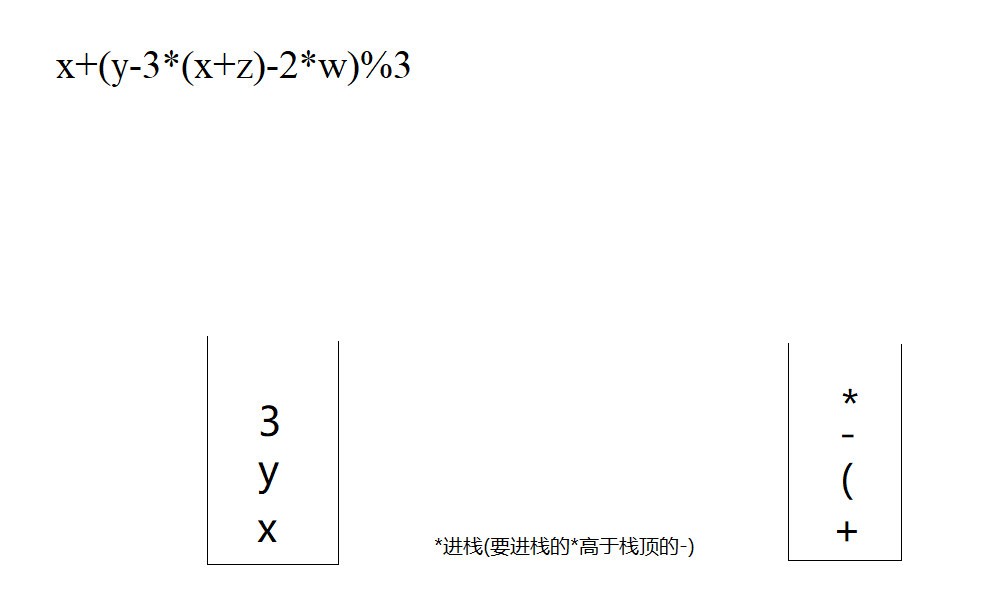 x+(y-3*(x+z)-2*w)%3
3
y
x
*进栈(要进栈的*高于栈顶的-)
*
-
(
+